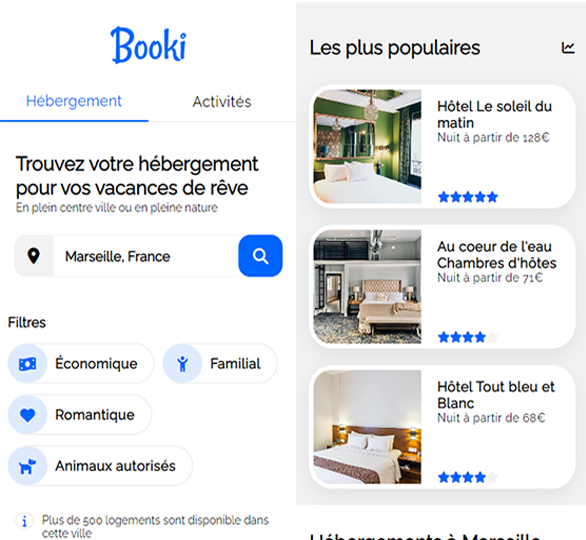 Booki
Hébergement
Activités
Trouvez votre hébergement
pour vos vacances de rêve
En plein centre ville ou en pleine nature
Marseille, France
Filtres
Économique
Familial
Romantique
Animaux autorisés
Plus de 500 logements sont disponible dans
cette ville
Les plus populaires
Hôtel Le soleil du
matin
Nuit à partir de 128€
Au coeur de l'eau
Chambres d'hôtes
Nuit à partir de 71€
Hôtel Tout bleu et
Blanc
Nuit à partir de 68€
Hébergements à Marseille